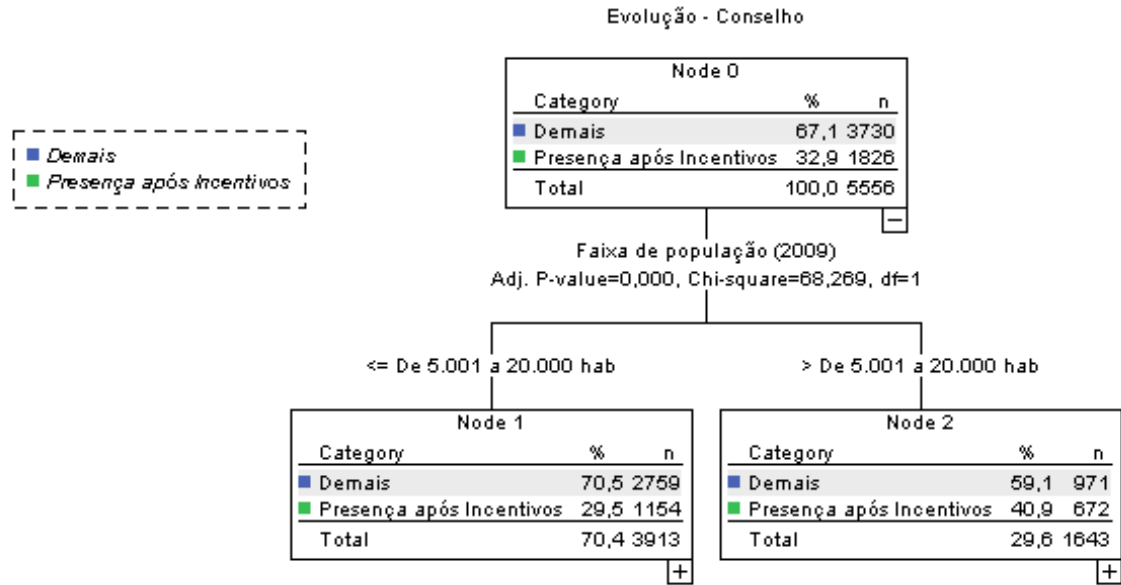 Evolução - Conselho
Demais
Presença após Incentivos
Node 0
Category % n
Demais 67,1 3730
Presença após Incentivos 32,9 1826
Total 100,0 5556
Faixa de população (2009)
Adj. P-value=0,000, Chi-square=68,269, df=1
<= De 5.001 a 20.000 hab
> De 5.001 a 20.000 hab
Node 1
Category % n
Demais 70,5 2759
Presença após Incentivos 29,5 1154
Total 70,4 3913
Node 2
Category % n
Demais 59,1 971
Presença após Incentivos 40,9 672
Total 29,6 1643